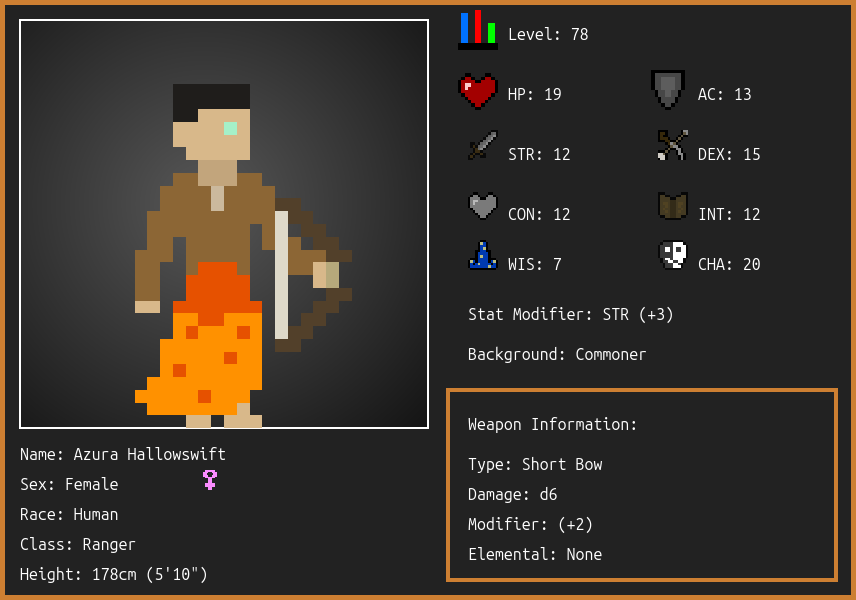 Level: 78
HP: 19
AC: 13
STR: 12
DEX: 15
CON: 12
INT: 12
WIS: 7
CHA: 20
Stat Modifier: STR (+3)
Background: Commoner
Weapon Information:
Type: Short Bow
Damage: d6
Modifier: (+2)
Elemental: None
Name: Azura Hallowswift
Sex: Female
Race: Human
Class: Ranger
Height: 178cm (5'10")